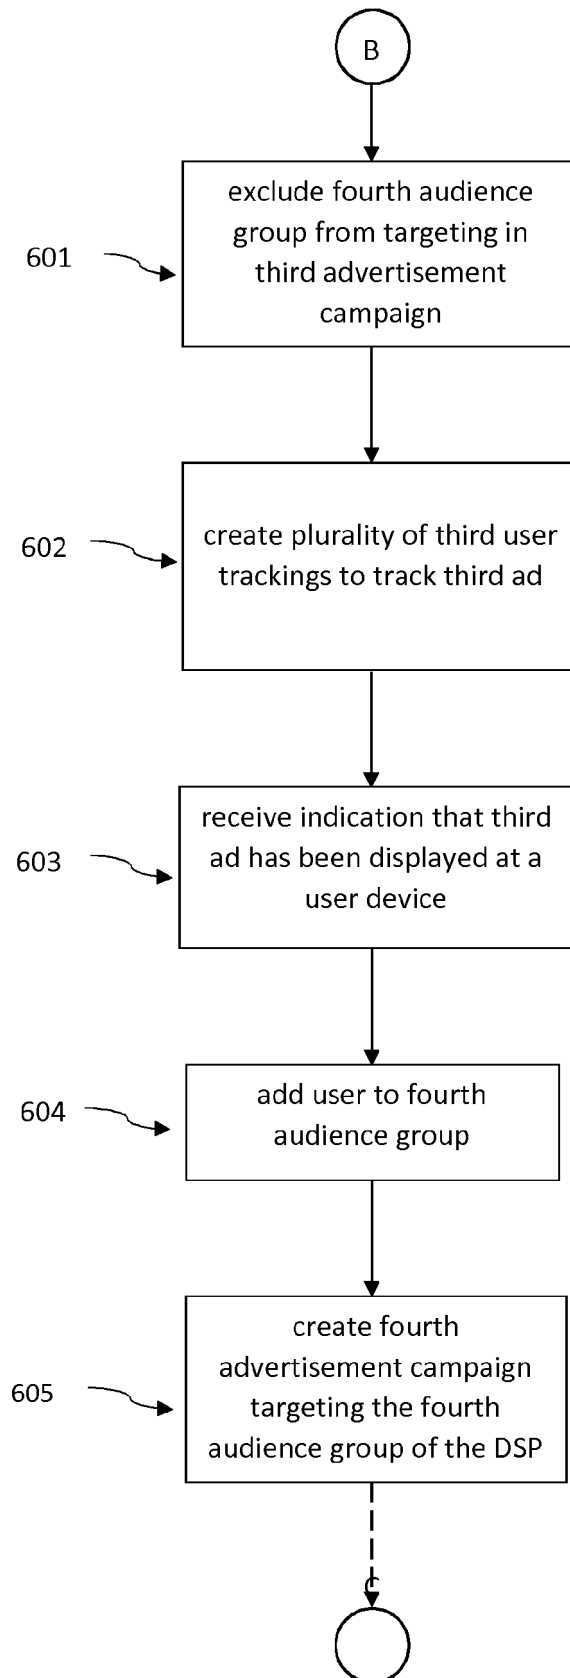 B
exclude fourth audience
group from targeting in
third advertisement
campaign
601
create plurality of third user
trackings to track third ad
602
receive indication that third
ad has been displayed at a
user device
603
add user to fourth
audience group
604
create fourth
advertisement campaign
targeting the fourth
audience group of the DSP
605
C